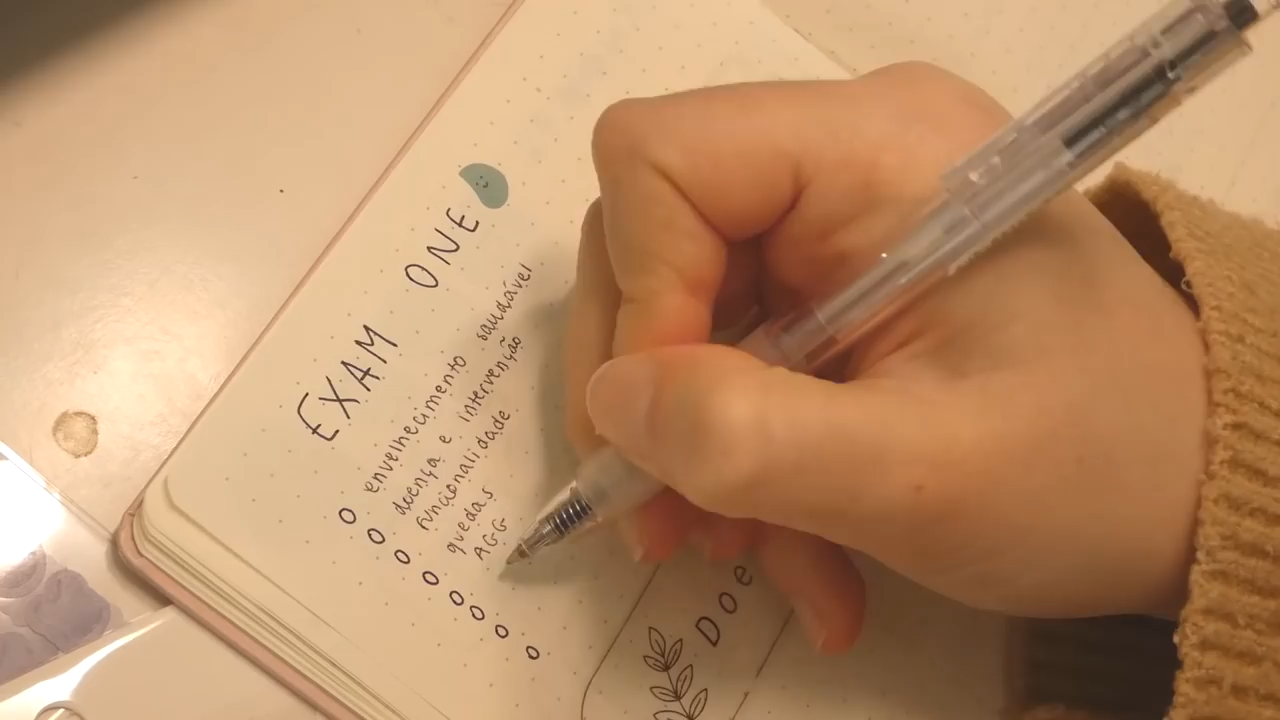 EXAM ONE
envelhecimento saudável
doença e intervenção
funcionalidade
quedas
AGG
Doe